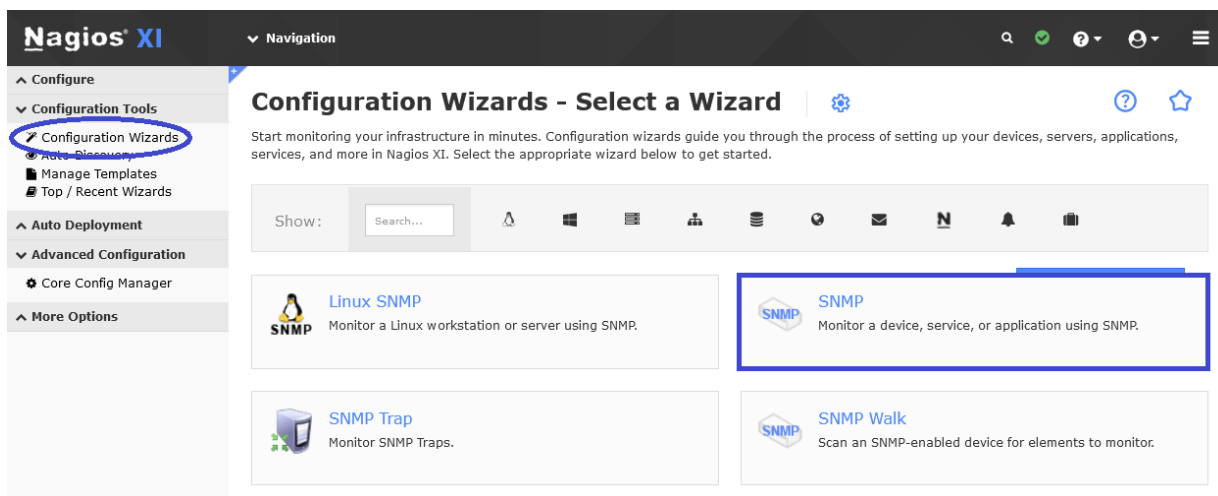 Nagios® XI
Navigation
Configure
Configuration Tools
Configuration Wizards
Auto-Discovery
Manage Templates
Top / Recent Wizards
Auto Deployment
Advanced Configuration
Core Config Manager
More Options
Configuration Wizards - Select a Wizard
Start monitoring your infrastructure in minutes. Configuration wizards guide you through the process of setting up your devices, servers, applications,
services, and more in Nagios XI. Select the appropriate wizard below to get started.
Show:
Search...
N
SNMP
Linux SNMP
Monitor a Linux workstation or server using SNMP.
SNMP
SNMP
Monitor a device, service, or application using SNMP.
SNMP Trap
Monitor SNMP Traps.
SNMP
SNMP Walk
Scan an SNMP-enabled device for elements to monitor.